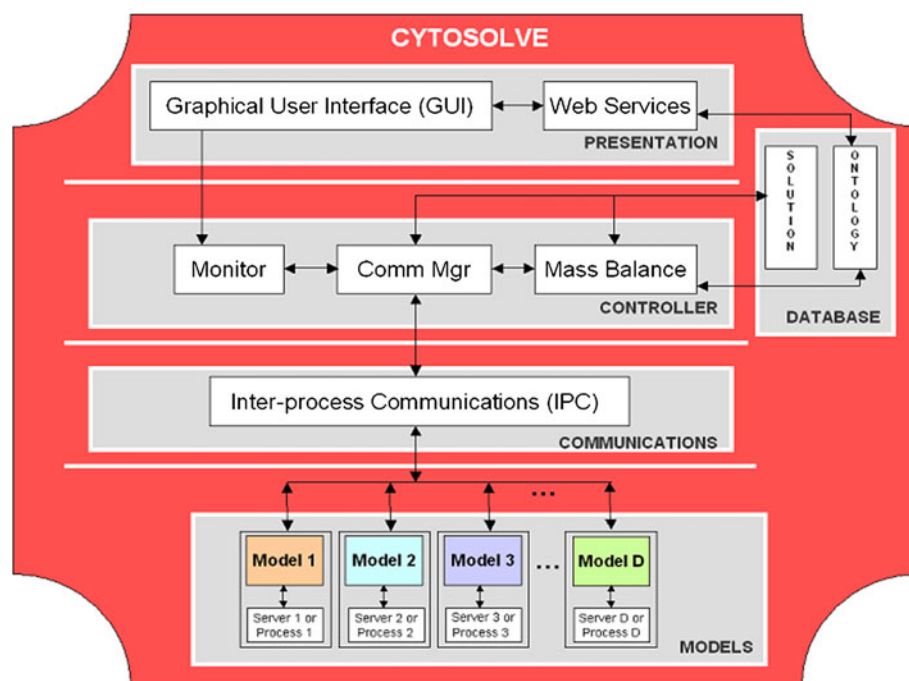 CYTOSOLVE
Graphical User Interface (GUI)
Web Services
PRESENTATION
SOLUTION
ONTOLOGY
DATABASE
Monitor
Comm Mgr
Mass Balance
CONTROLLER
Inter-process Communications (IPC)
COMMUNICATIONS
...
Model 1
Model 2
Model 3
...
Model D
Server 1 or
Process 1
Server 2 or
Process 2
Server 3 or
Process 3
Server D or
Process D
MODELS